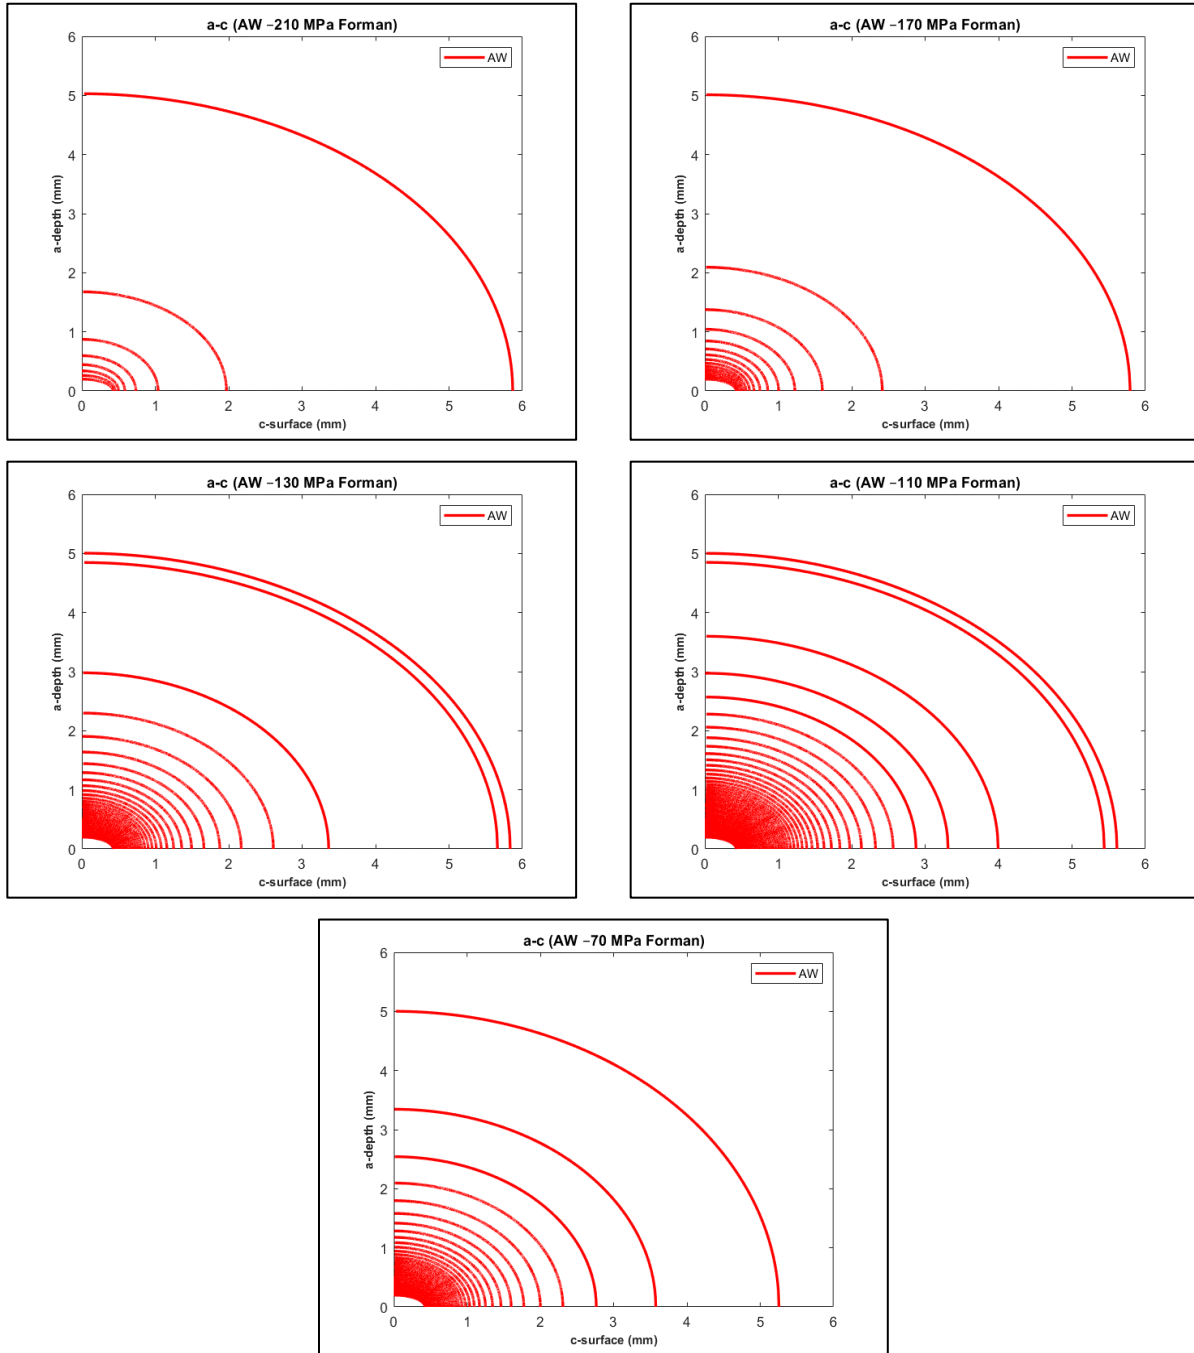 a-c (AW –210 MPa Forman)
AW
6
5
4
3
2
1
0
a-depth (mm)
0 1 2 3 4 5 6
c-surface (mm)
a-c (AW –170 MPa Forman)
AW
6
5
4
3
2
1
0
a-depth (mm)
0 1 2 3 4 5 6
c-surface (mm)
a-c (AW –130 MPa Forman)
AW
6
5
4
3
2
1
0
a-depth (mm)
0 1 2 3 4 5 6
c-surface (mm)
a-c (AW –110 MPa Forman)
AW
6
5
4
3
2
1
0
a-depth (mm)
0 1 2 3 4 5 6
c-surface (mm)
a-c (AW –70 MPa Forman)
AW
6
5
4
3
2
1
0
a-depth (mm)
0 1 2 3 4 5 6
c-surface (mm)